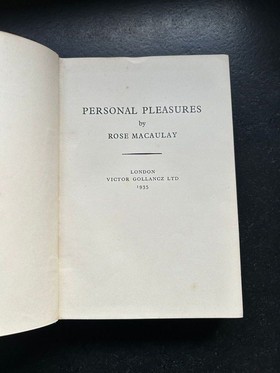 PERSONAL PLEASURES
by
ROSE MACAULAY
LONDON
VICTOR GOLLANCZ LTD
1935